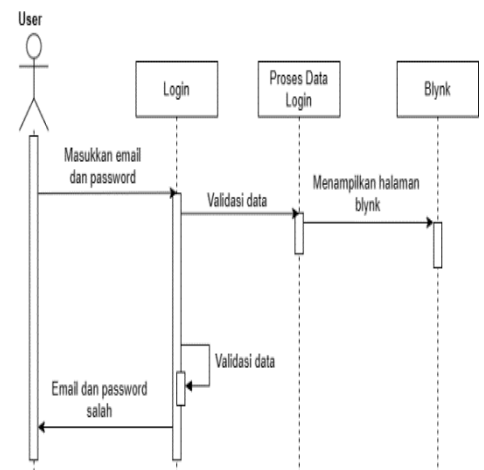 User
Login
Proses Data
Login
Blynk
Masukkan email
dan password
Validasi data
Menampilkan halaman
blynk
Validasi data
Email dan password
salah